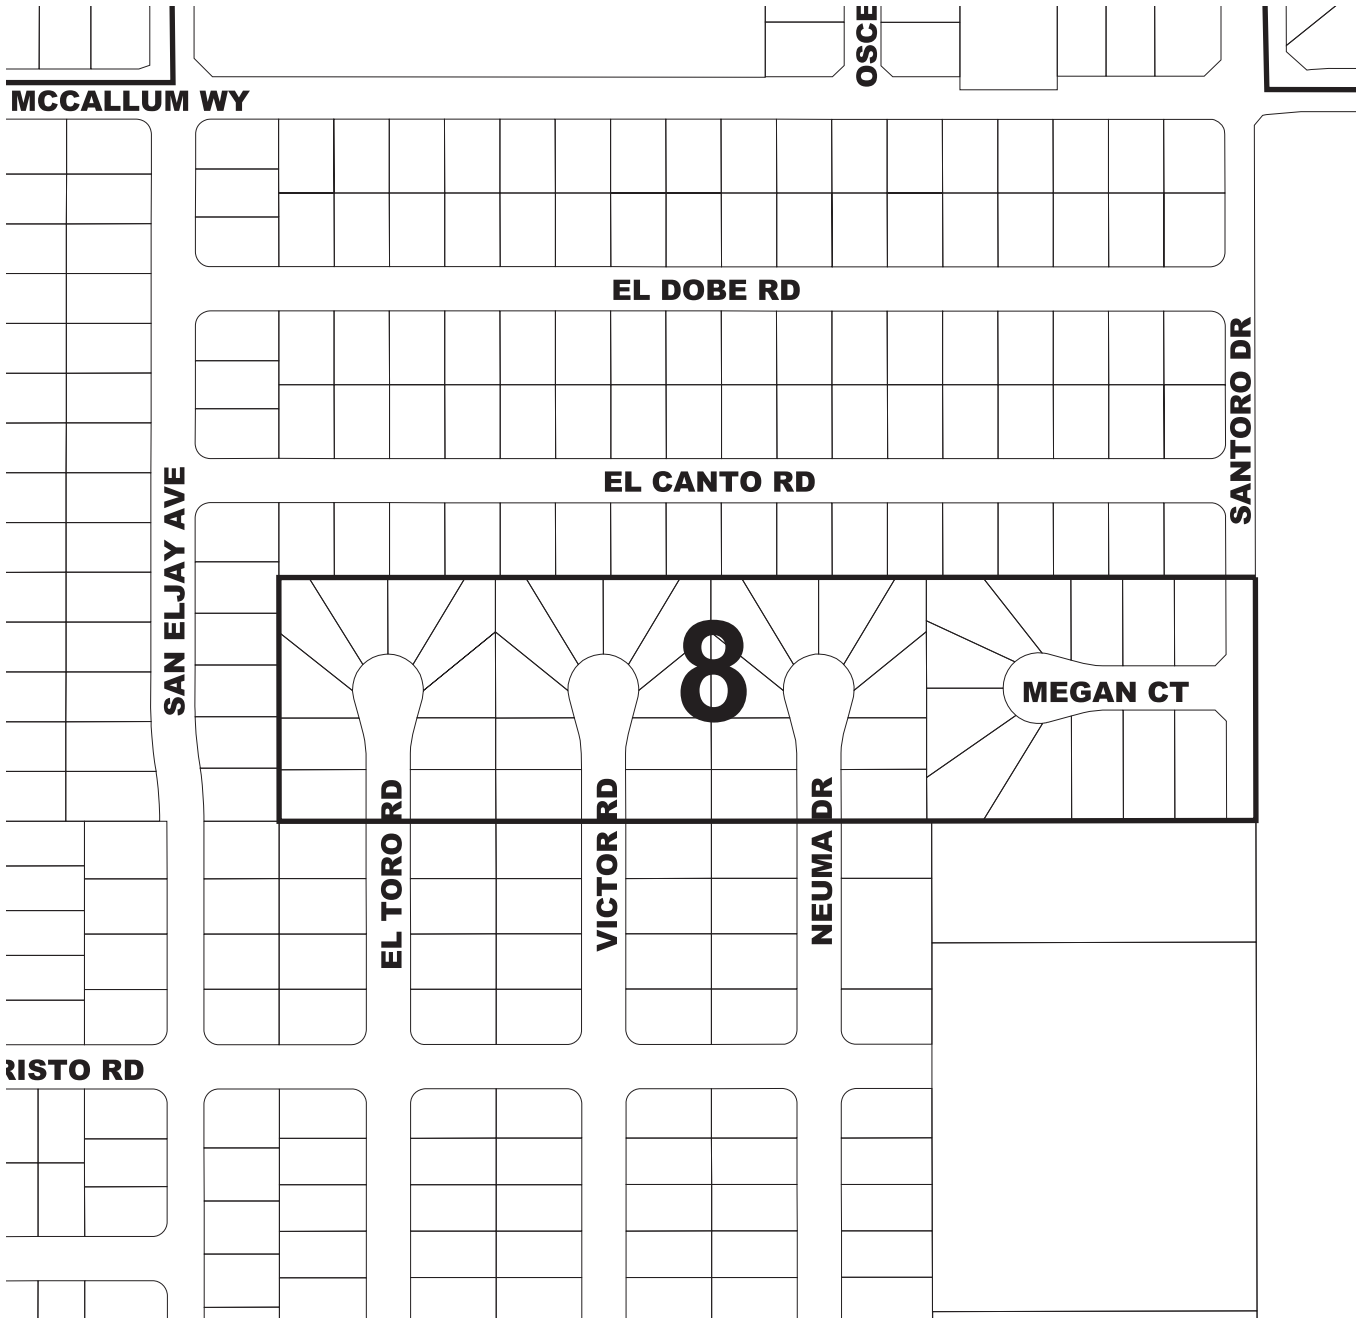 OSCE
MCCALLUM WY
EL DOBE RD
SANTORO DR
EL CANTO RD
SAN ELJAY AVE
8
MEGAN CT
EL TORO RD
VICTOR RD
NEUMA DR
RISTO RD